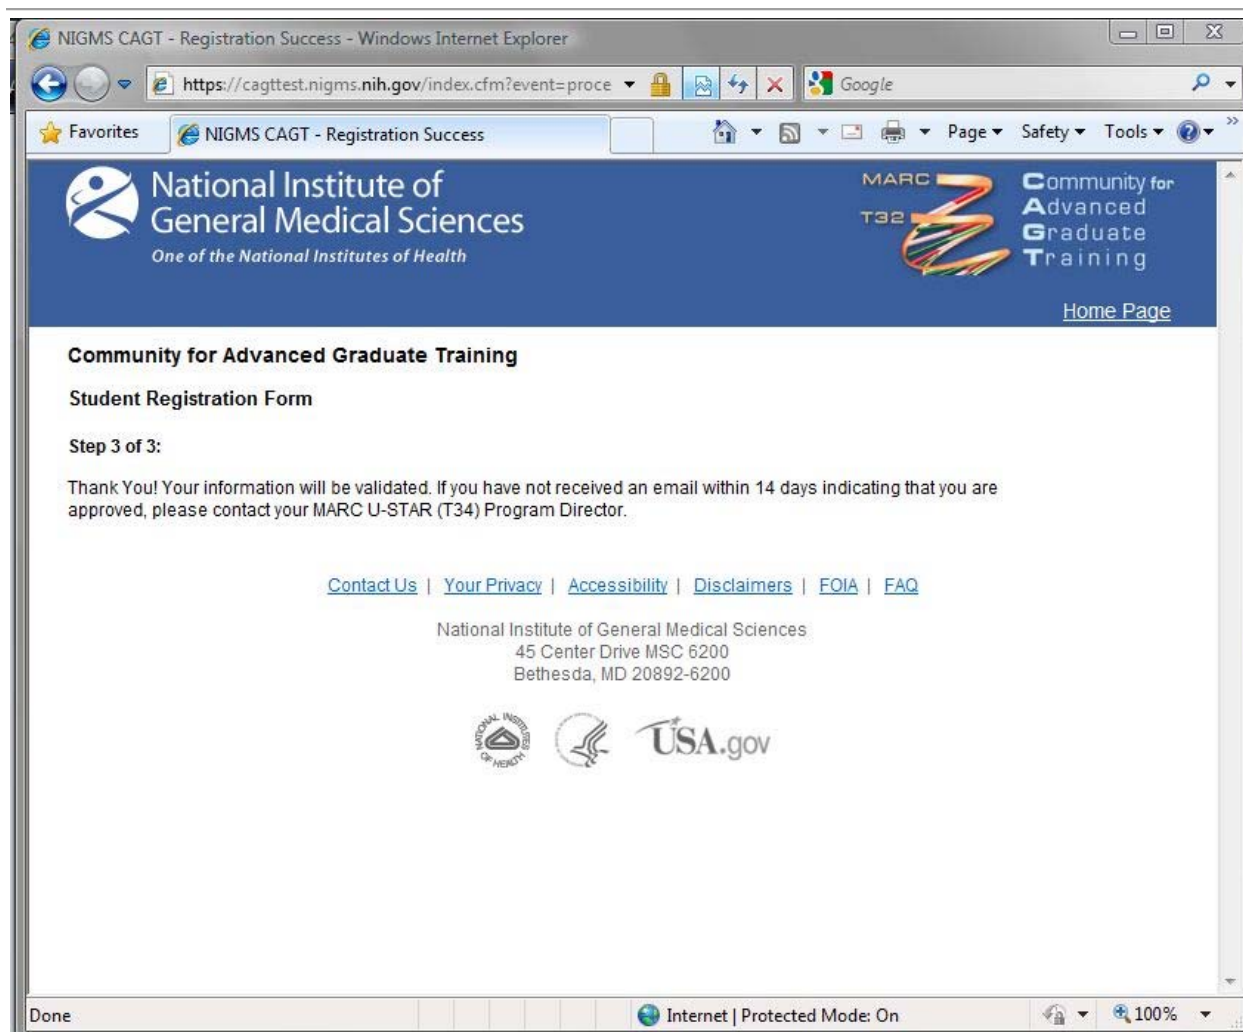 NIGMS CAGT - Registration Success - Windows Internet Explorer
https://cagttest.nigms.nih.gov/index.cfm?event=proce
Google
Favorites
NIGMS CAGT - Registration Success
Page
Safety
Tools
National Institute of
General Medical Sciences
One of the National Institutes of Health
MARC
T32
Community for
Advanced
Graduate
Training
Home Page
Community for Advanced Graduate Training
Student Registration Form
Step 3 of 3:
Thank You! Your information will be validated. If you have not received an email within 14 days indicating that you are
approved, please contact your MARC U-STAR (T34) Program Director.
Contact Us | Your Privacy | Accessibility | Disclaimers | FOIA | FAQ
National Institute of General Medical Sciences
45 Center Drive MSC 6200
Bethesda, MD 20892-6200
NATIONAL INSTITUTES OF HEALTH
USA.gov
Done
Internet | Protected Mode: On
100%